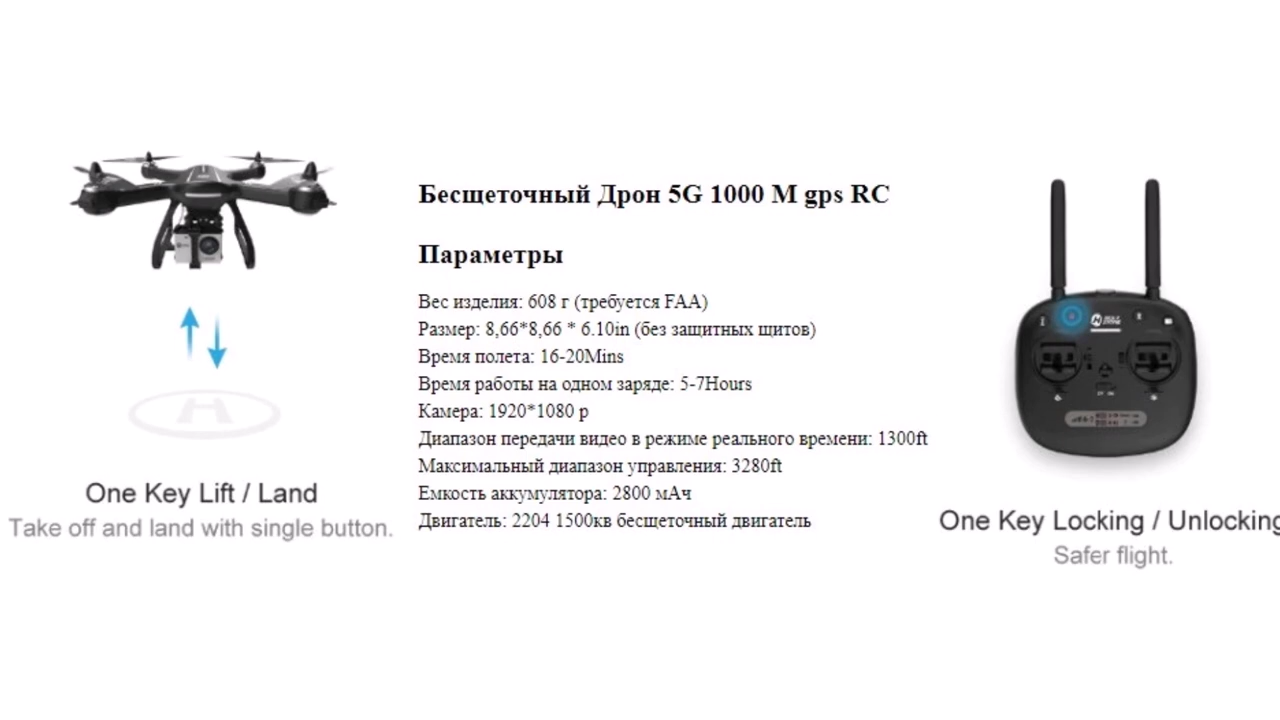 Бесщеточный Дрон 5G 1000 M gps RC
Параметры
Вес изделия: 608 г (требуется FAA)
Размер: 8,66*8,66 * 6.10in (без защитных щитов)
Время полета: 16-20Mins
Время работы на одном заряде: 5-7Hours
Камера: 1920*1080 p
Диапазон передачи видео в режиме реального времени: 1300ft
Максимальный диапазон управления: 3280ft
Емкость аккумулятора: 2800 мАч
Двигатель: 2204 1500кв бесщеточный двигатель
One Key Lift / Land
Take off and land with single button.
One Key Locking / Unlocking
Safer flight.